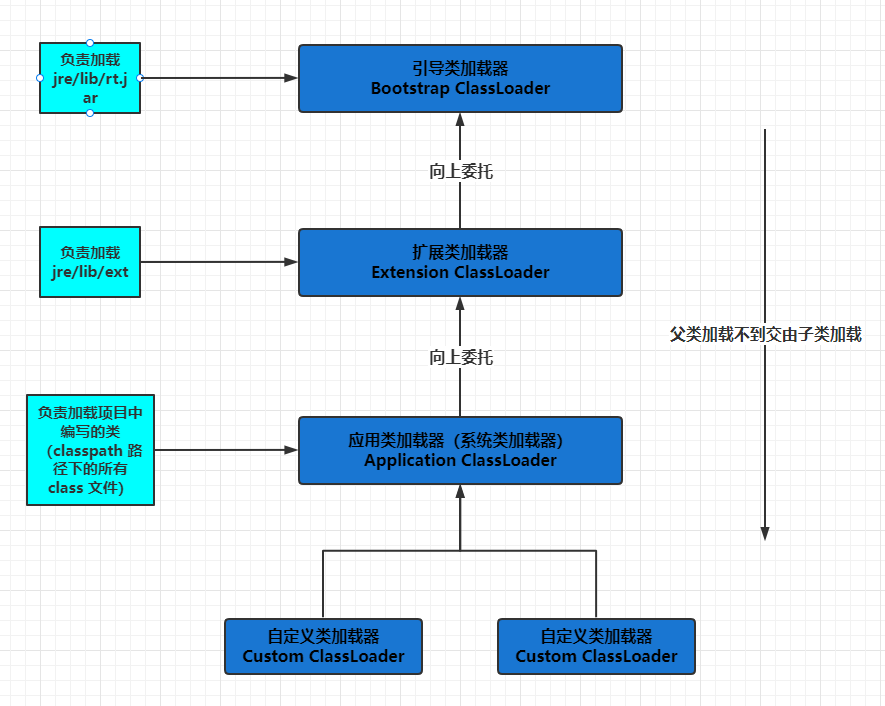 负责加载
jre/lib/rt.j
ar
引导类加载器
Bootstrap ClassLoader
向上委托
负责加载
jre/lib/ext
扩展类加载器
Extension ClassLoader
父类加载不到交由子类加载
向上委托
负责加载项目中
编写的类
（classpath 路
径下的所有
class 文件）
应用类加载器（系统类加载器）
Application ClassLoader
自定义类加载器
Custom ClassLoader
自定义类加载器
Custom ClassLoader